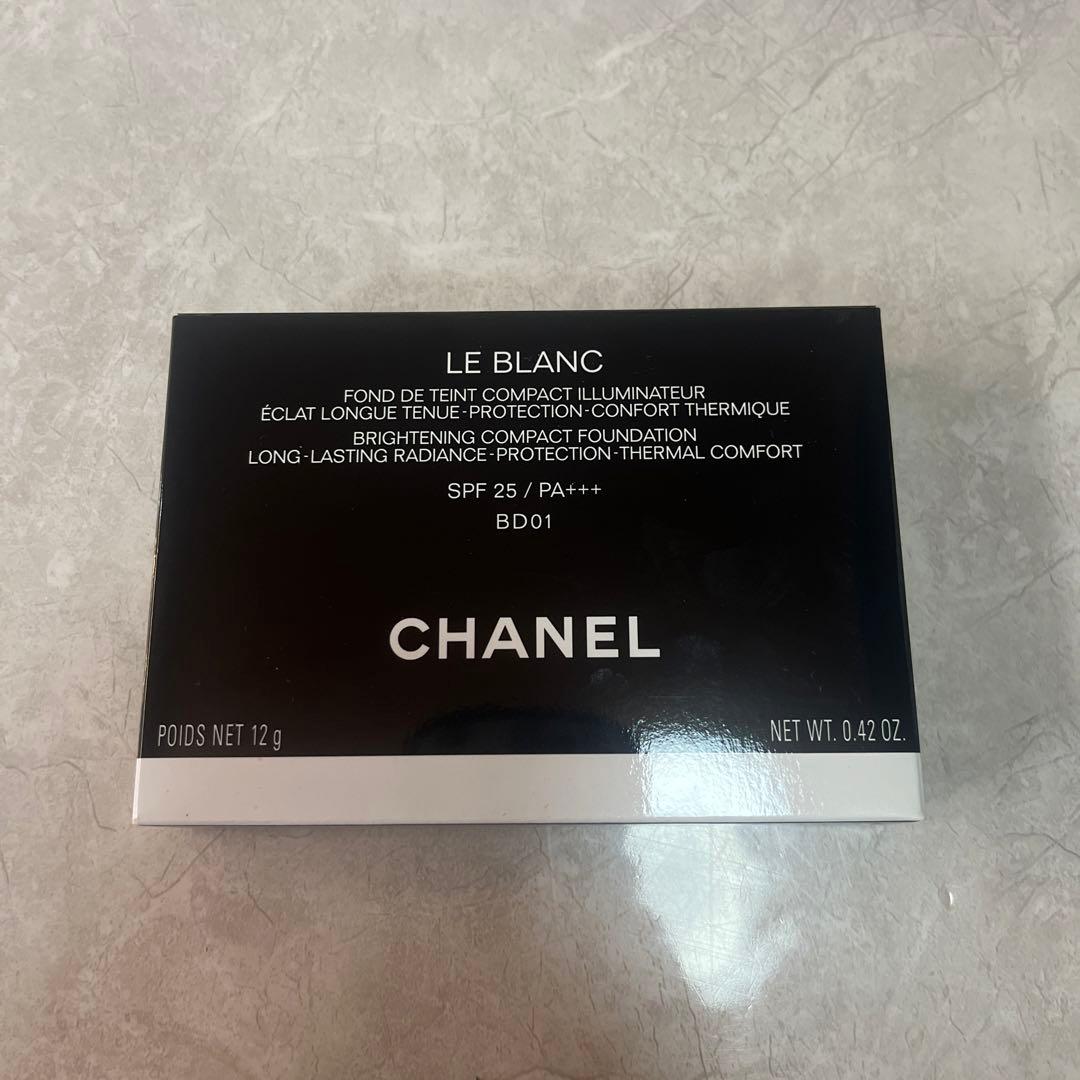 LE BLANC
FOND DE TEINT COMPACT ILLUMINATEUR
ÉCLAT LONGUE TENUE-PROTECTION-CONFORT THERMIQUE
BRIGHTENING COMPACT FOUNDATION
LONG-LASTING RADIANCE-PROTECTION-THERMAL COMFORT
SPF 25 / PA+++
BD01
CHANEL
POIDS NET 12 g
NET WT. 0.42 OZ.